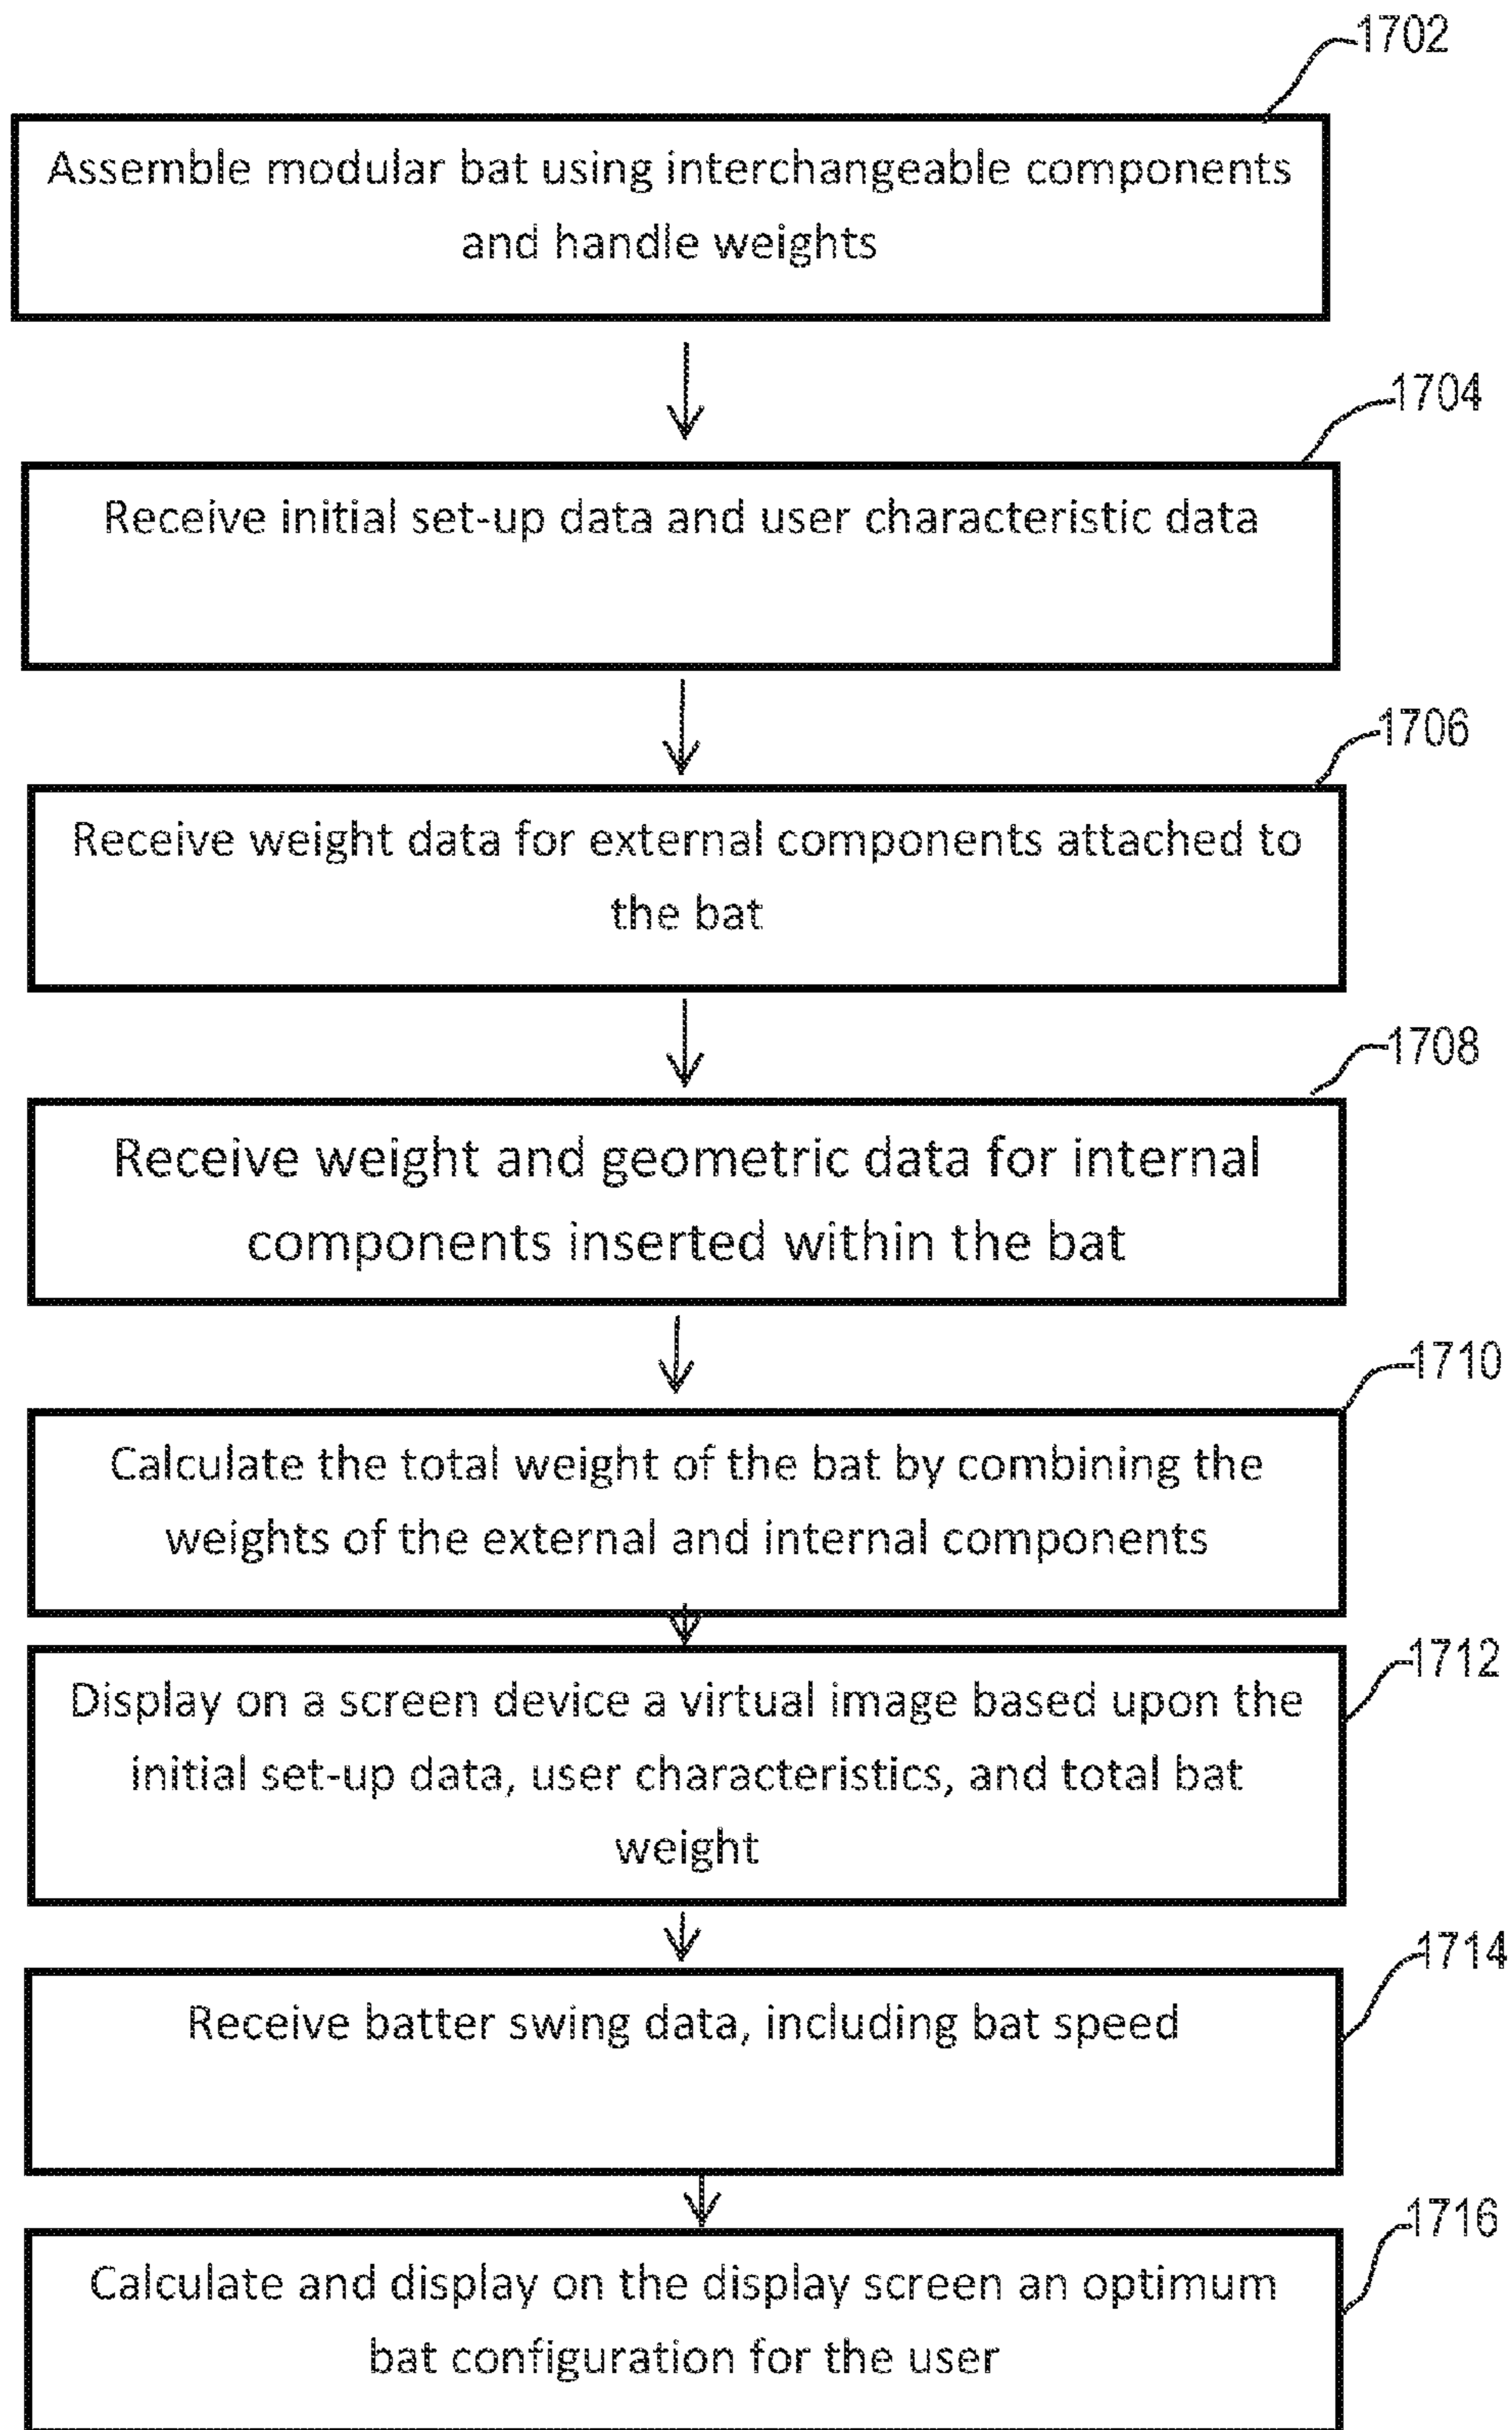 1702
Assemble modular bat using interchangeable components
and handle weights
1704
Receive initial set-up data and user characteristic data
1706
Receive weight data for external components attached to
the bat
1708
Receive weight and geometric data for internal
components inserted within the bat
1710
Calculate the total weight of the bat by combining the
weights of the external and internal components
1712
Display on a screen device a virtual image based upon the
initial set-up data, user characteristics, and total bat
weight
1714
Receive batter swing data, including bat speed
1716
Calculate and display on the display screen an optimum
bat configuration for the user